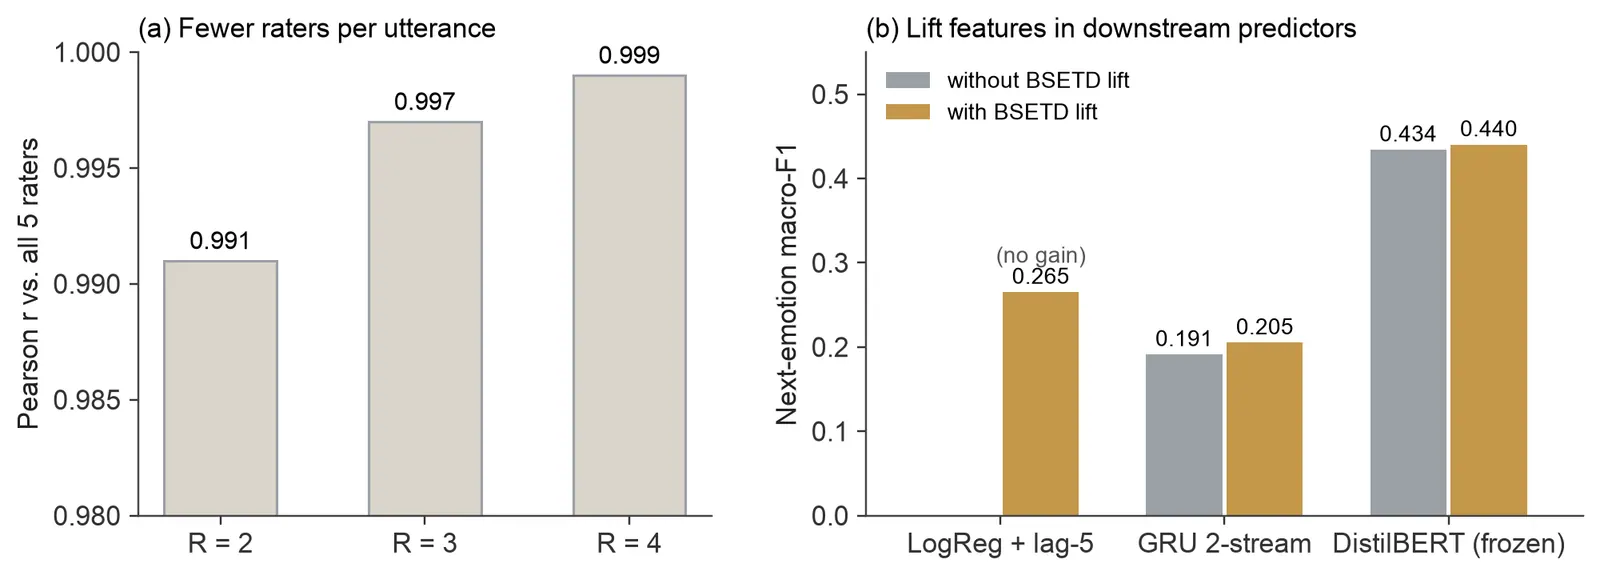 (a) Fewer raters per utterance
Pearson r vs. all 5 raters
1.000
0.995
0.990
0.985
0.980
0.991
0.997
0.999
R = 2
R = 3
R = 4
(b) Lift features in downstream predictors
without BSETD lift
with BSETD lift
Next-emotion macro-F1
0.5
0.4
0.3
0.2
0.1
0.0
(no gain)
0.265
0.191
0.205
0.434
0.440
LogReg + lag-5
GRU 2-stream
DistilBERT (frozen)